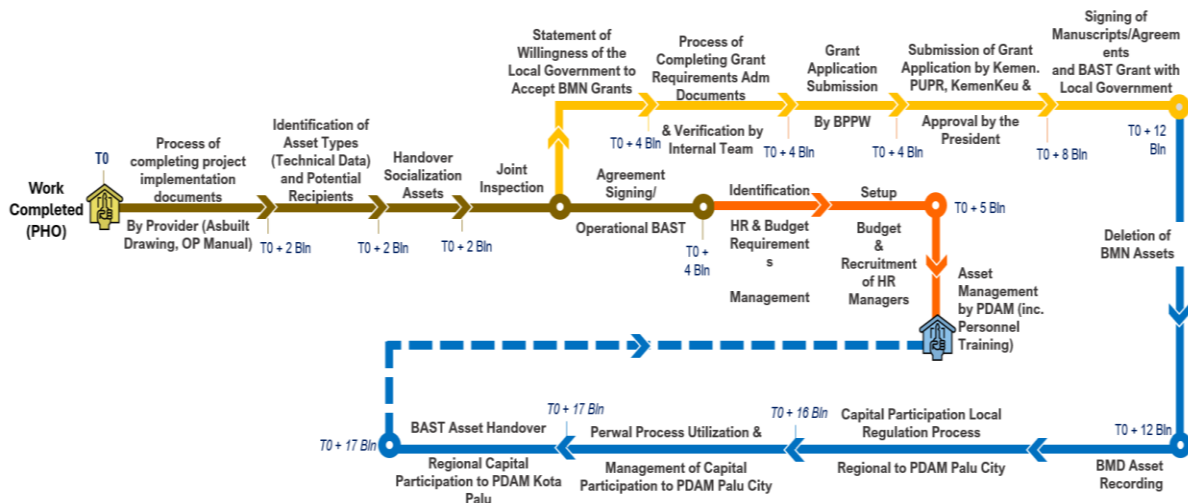 Statement of
Willingness of the
Local Government to
Accept BMN Grants
Process of
Completing Grant
Requirements Adm
Documents
& Verification by
Internal Team
Grant
Application
Submission
By BPPW
Submission of Grant
Application by Kemen.
PUPR, KemenKeu &
Approval by the
President
Signing of
Manuscripts/Agreem
ents
and BAST Grant with
Local Government
T0 + 4 Bln
T0 + 4 Bln
T0 + 4 Bln
T0 + 8 Bln
T0 + 12
Bln
Work
Completed
(PHO)
T0
Process of
completing project
implementation
documents
By Provider (Asbuilt
Drawing, OP Manual)
T0 + 2 Bln
Identification of
Asset Types
(Technical Data)
and Potential
Recipients
T0 + 2 Bln
Handover
Socialization
Assets
T0 + 2 Bln
Joint
Inspection
Agreement
Signing/
Operational BAST
T0 +
4 Bln
Identification
HR & Budget
Requirement
s
Management
Setup
Budget
&
Recruitment
of HR
Managers
T0 + 5 Bln
Asset
Management
by PDAM (inc.
Personnel
Training)
Deletion of
BMN Assets
T0 + 12 Bln
BMD Asset
Recording
Capital Participation Local
Regulation Process
Regional to PDAM Palu City
T0 + 16 Bln
Perwal Process Utilization &
Management of Capital
Participation to PDAM Palu City
T0 + 17 Bln
BAST Asset Handover
Regional Capital
Participation to PDAM Kota
Palu
T0 + 17 Bln